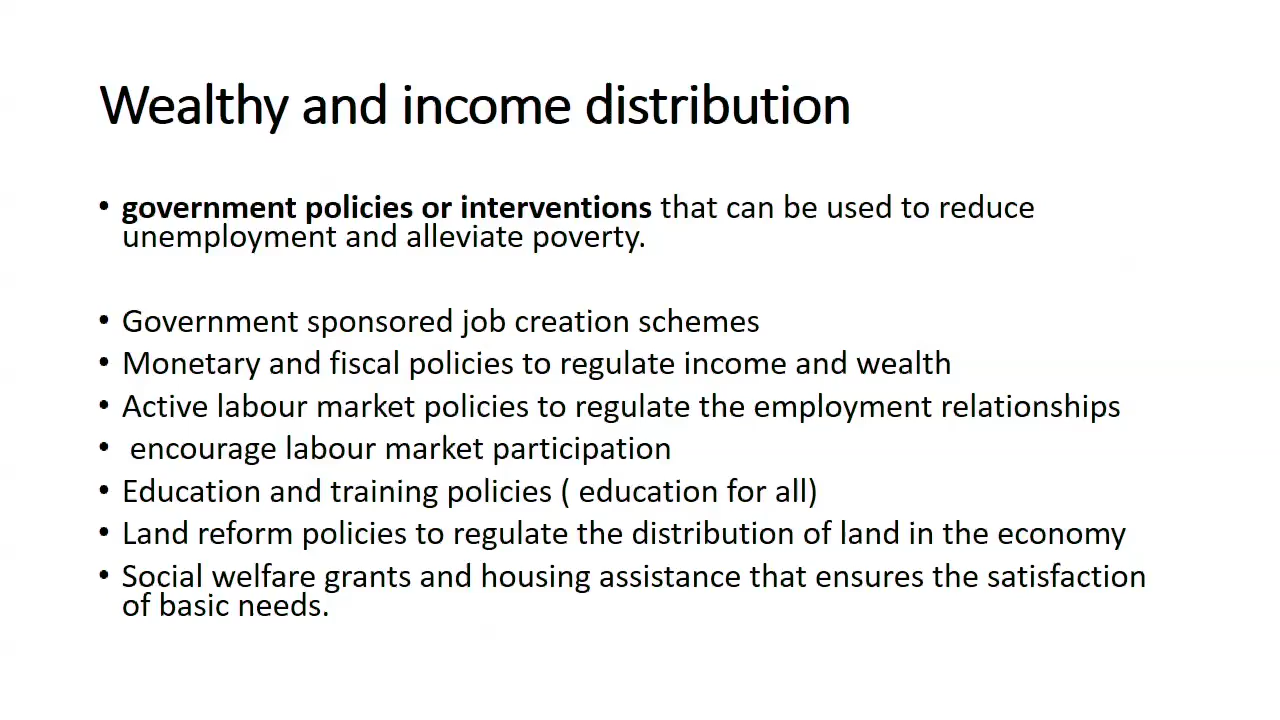 Wealthy and income distribution
• government policies or interventions that can be used to reduce
unemployment and alleviate poverty.
• Government sponsored job creation schemes
• Monetary and fiscal policies to regulate income and wealth
• Active labour market policies to regulate the employment relationships
• encourage labour market participation
• Education and training policies ( education for all)
• Land reform policies to regulate the distribution of land in the economy
• Social welfare grants and housing assistance that ensures the satisfaction
of basic needs.